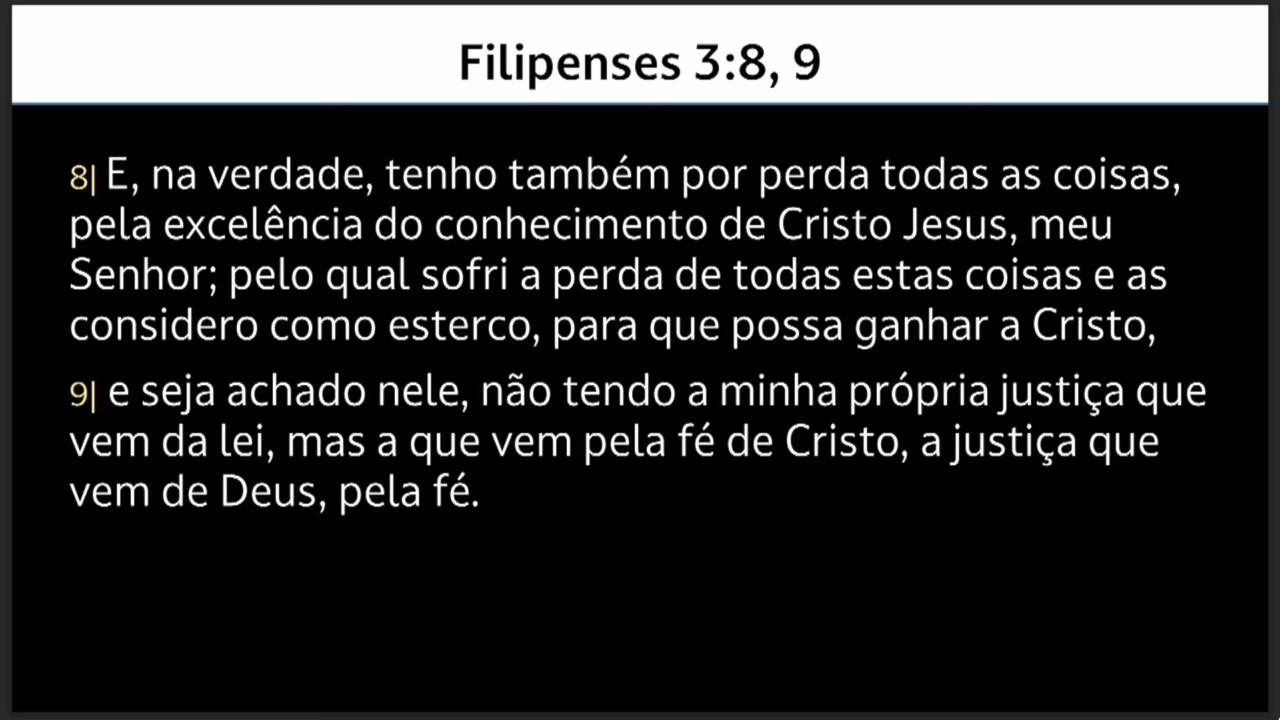 Filipenses 3:8, 9
8| E, na verdade, tenho também por perda todas as coisas,
pela excelência do conhecimento de Cristo Jesus, meu
Senhor; pelo qual sofri a perda de todas estas coisas e as
considero como esterco, para que possa ganhar a Cristo,
9| e seja achado nele, não tendo a minha própria justiça que
vem da lei, mas a que vem pela fé de Cristo, a justiça que
vem de Deus, pela fé.